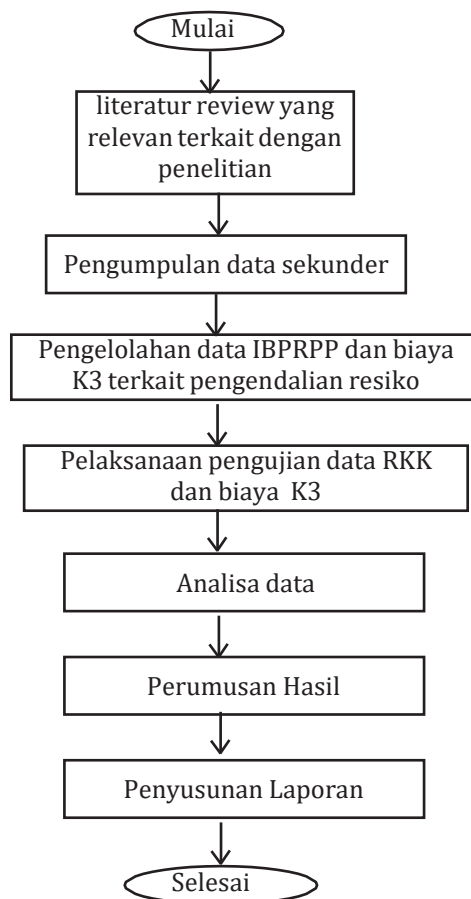 Mulai
literatur review yang
relevan terkait dengan
penelitian
Pengumpulan data sekunder
Pengelolahan data IBPRPP dan biaya
K3 terkait pengendalian resiko
Pelaksanaan pengujian data RKK
dan biaya K3
Analisa data
Perumusan Hasil
Penyusunan Laporan
Selesai